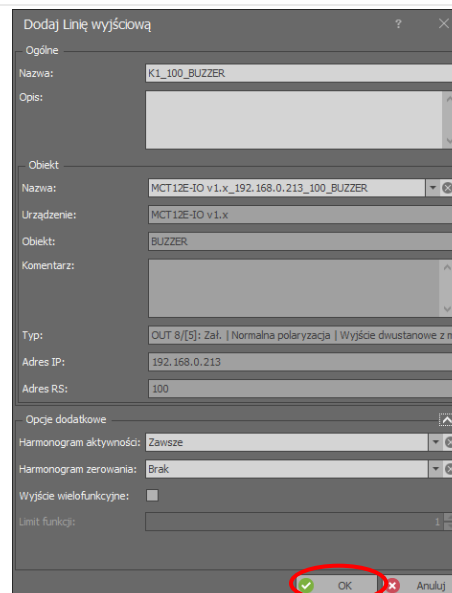 Dodaj Linię wyjściową ?
Ogólne
Nazwa: K1_100_BUZZER
Opis:
Obiekt
Nazwa: MCT12E-IO v1.x_192.168.0.213_100_BUZZER
Urządzenie: MCT12E-IO v1.x
Obiekt: BUZZER
Komentarz:
Typ: OUT 8/[5]: Zał. | Normalna polaryzacja | Wyjście dwustanowe z
Adres IP: 192.168.0.213
Adres RS: 100
Opcje dodatkowe
Harmonogram aktywności: Zawsze
Harmonogram zerowania: Brak
Wyjście wielofunkcyjne:
Limit funkcji: 1
OK Anuluj